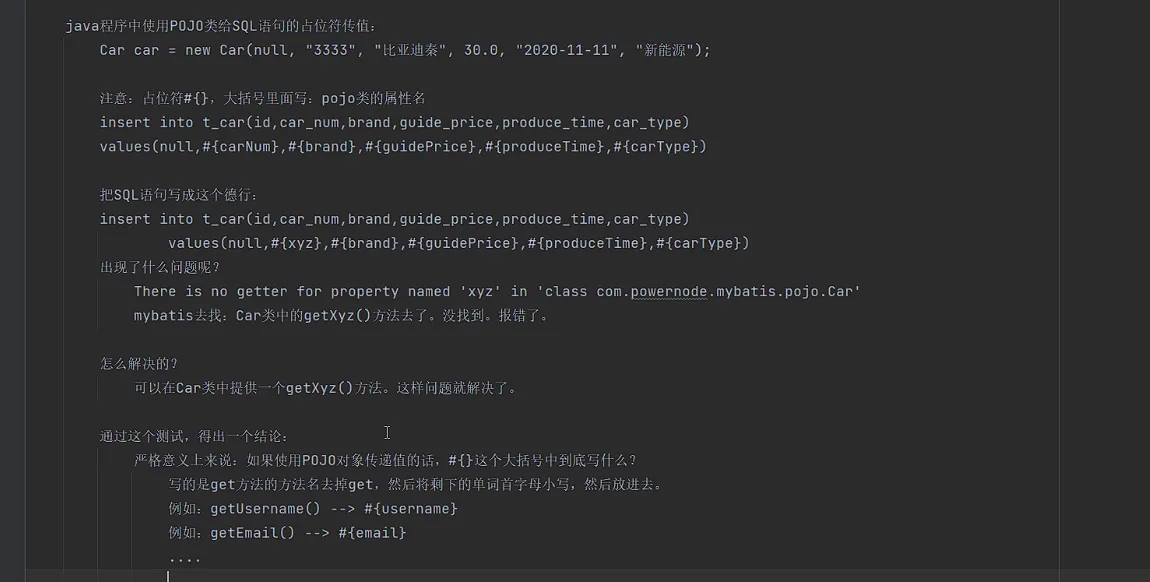 java程序中使用POJO类给SQL语句的占位符传值：
Car car = new Car(null, "3333", "比亚迪秦", 30.0, "2020-11-11", "新能源");
注意：占位符#{}，大括号里面写：pojo类的属性名
insert into t_car(id,car_num,brand,guide_price,produce_time,car_type)
values(null,#{carNum},#{brand},#{guidePrice},#{produceTime},#{carType})
把SQL语句写成这个德行：
insert into t_car(id,car_num,brand,guide_price,produce_time,car_type)
values(null,#{xyz},#{brand},#{guidePrice},#{produceTime},#{carType})
出现了什么问题呢？
There is no getter for property named 'xyz' in 'class com.powernode.mybatis.pojo.Car'
mybatis去找：Car类中的getXyz()方法去了。没找到。报错了。
怎么解决的？
可以在Car类中提供一个getXyz()方法。这样问题就解决了。
通过这个测试，得出一个结论：
严格意义上来说：如果使用POJO对象传递值的话，#{}这个大括号中到底写什么？
写的是get方法的方法名去掉get，然后将剩下的单词首字母小写，然后放进去。
例如：getUsername() --> #{username}
例如：getEmail() --> #{email}
....